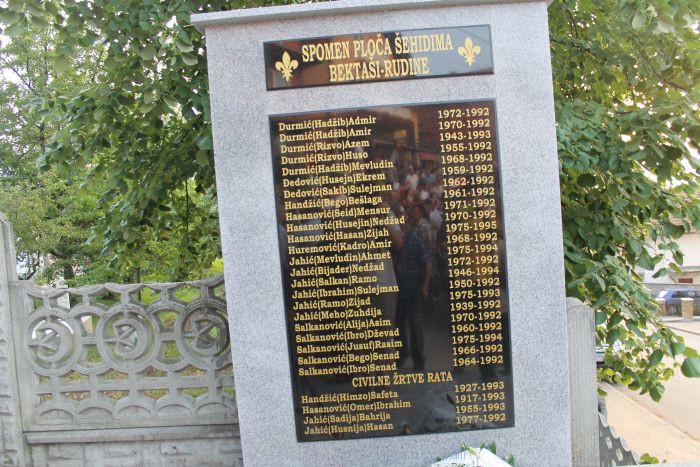 SPOMEN PLOČA ŠEHIDIMA
BEKTAŠI-RUDINE
Durmić(Hadžib)Admir 1972-1992
Durmić(Hadžib)Amir 1970-1992
Durmić(Rizvo)Azem 1943-1993
Durmić(Rizvo)Huso 1955-1992
Durmić(Hadžib)Mevludin 1968-1992
Dedović(Husejn)Ekrem 1959-1992
Dedović(Sakib)Sulejman 1962-1992
Handžić(Bego)Bešlaga 1961-1992
Hasanović(Seid)Mensur 1971-1992
Hasanović(Husejin)Nedžad 1970-1992
Hasanović(Hasan)Zijah 1975-1995
Huremović(Kadro)Amir 1968-1992
Jahić(Mevludin)Ahmet 1975-1994
Jahić(Bijader)Nedžad 1972-1992
Jahić(Salkan)Ramo 1946-1994
Jahić(Ibrahim)Sulejman 1950-1992
Jahić(Ramo)Zijad 1975-1993
Jahić(Meho)Zuhdija 1939-1992
Salkanović(Alija)Asim 1970-1992
Salkanović(Ibro)Dževad 1960-1992
Salkanović(Jusuf)Rasim 1975-1994
Salkanović(Bego)Senad 1966-1992
Salkanović(Ibro)Senad 1964-1992
CIVILNE ŽRTVE RATA
Handžić(Himzo)Safeta 1927-1993
Hasanović(Omer)Ibrahim 1917-1993
Jahić(Sadija)Bahrija 1955-1993
Jahić(Husnija)Hasan 1977-1992